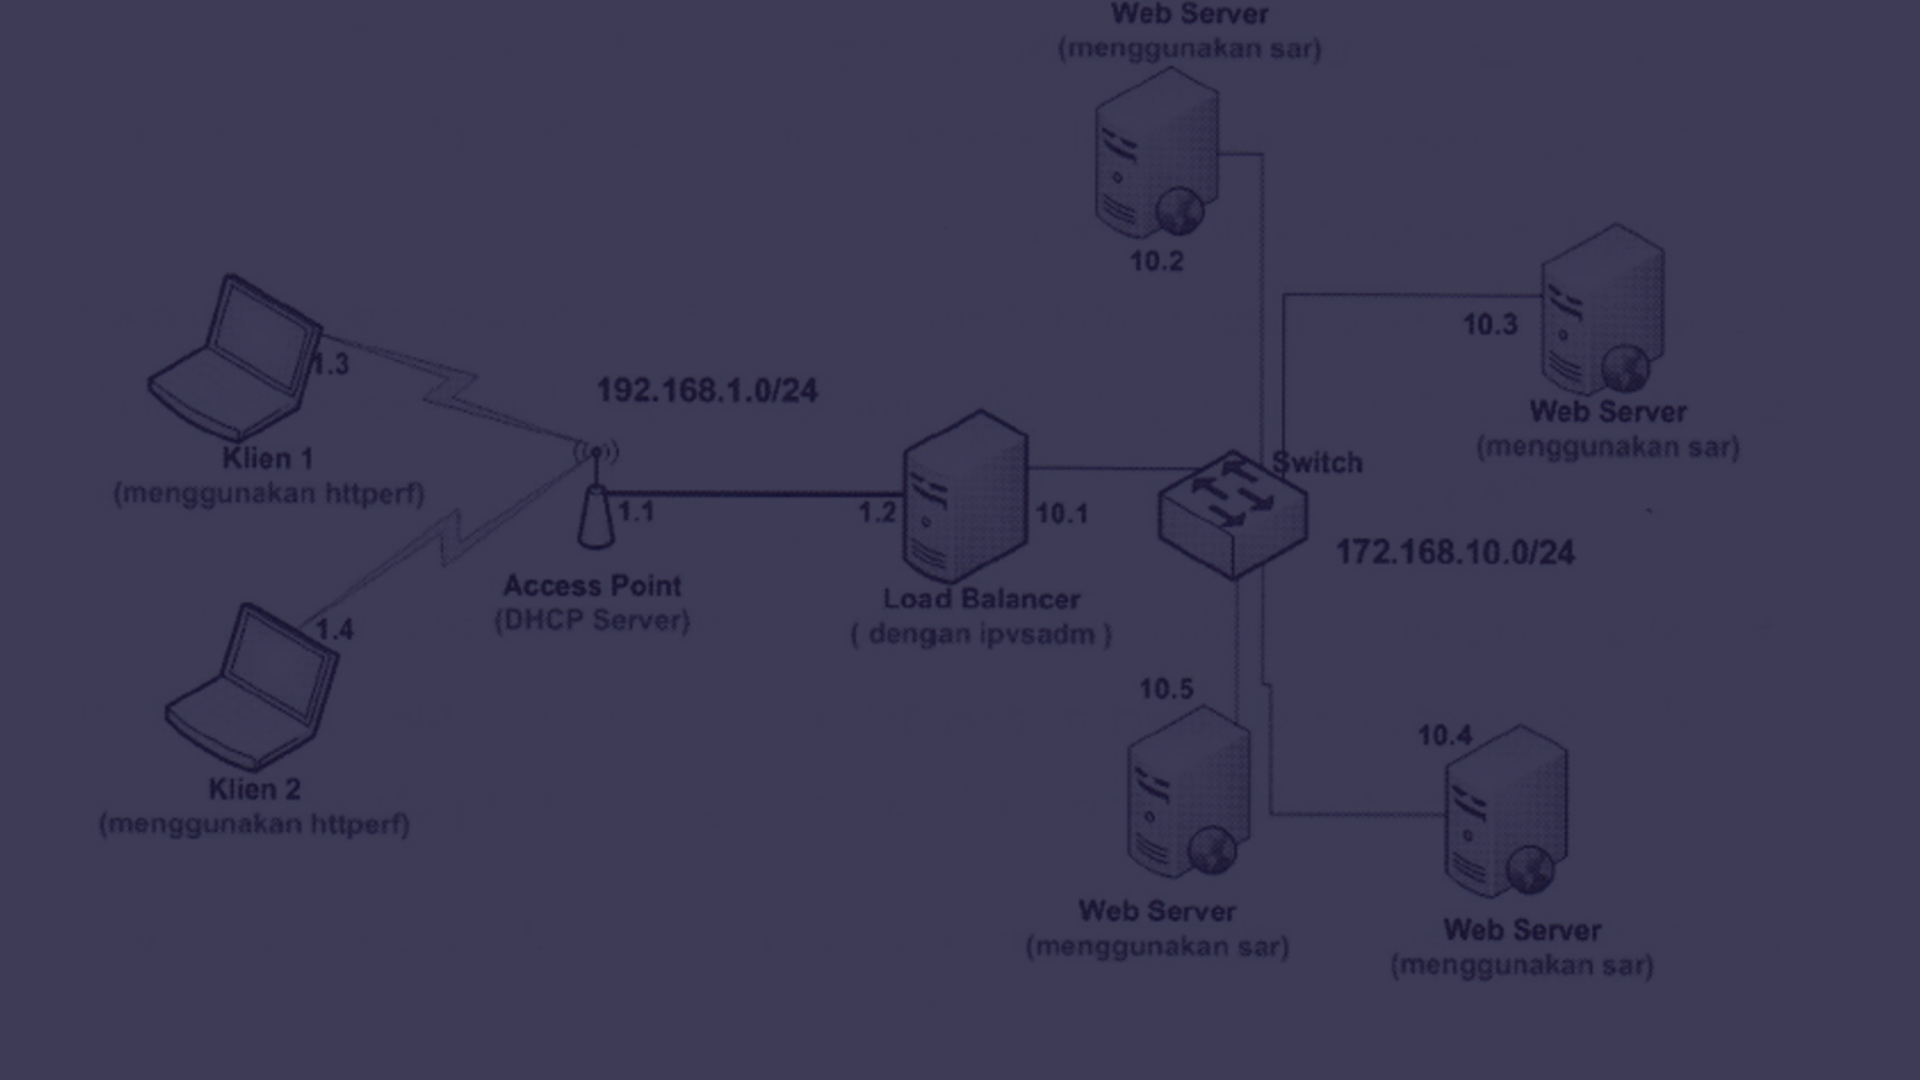 Web Server
(menggunakan sar)
10.2
10.3
Web Server
(menggunakan sar)
1.3
Klien 1
(menggunakan httperf)
192.168.1.0/24
1.1
Access Point
(DHCP Server)
1.2
10.1
Load Balancer
( dengan ipvsadm )
Switch
172.168.10.0/24
1.4
Klien 2
(menggunakan httperf)
10.5
Web Server
(menggunakan sar)
10.4
Web Server
(menggunakan sar)